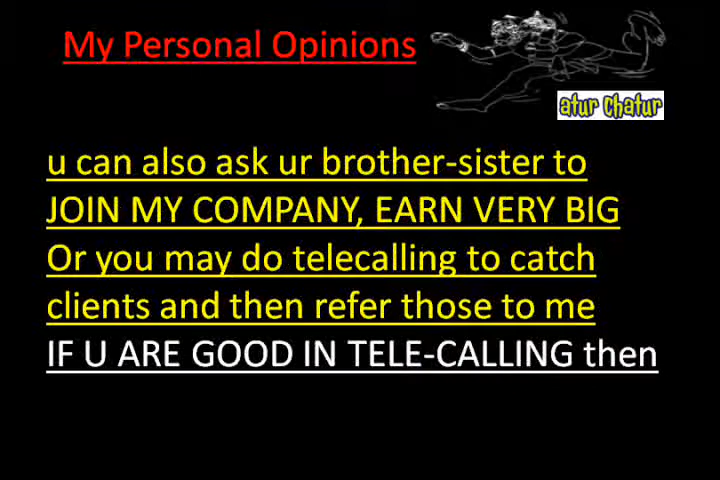 My Personal Opinions
atur chatur
u can also ask ur brother-sister to
JOIN MY COMPANY, EARN VERY BIG
Or you may do telecalling to catch
clients and then refer those to me
IF U ARE GOOD IN TELE-CALLING then